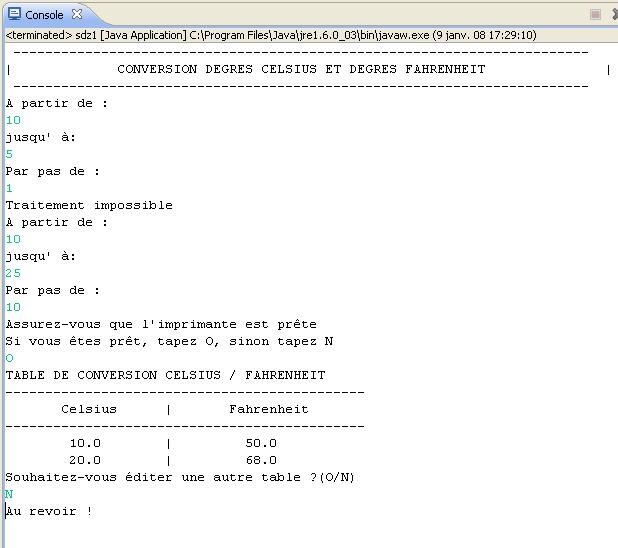 Console
<terminated> sdz1 [Java Application] C:\Program Files\Java\jre1.6.0_03\bin\javaw.exe (9 janv. 08 17:29:10)
------------------------------------------------------------------------
| CONVERSION DEGRES CELSIUS ET DEGRES FAHRENHEIT |
------------------------------------------------------------------------
A partir de :
10
jusqu' à:
5
Par pas de :
1
Traitement impossible
A partir de :
10
jusqu' à:
25
Par pas de :
10
Assurez-vous que l'imprimante est prête
Si vous êtes prêt, tapez O, sinon tapez N
O
TABLE DE CONVERSION CELSIUS / FAHRENHEIT
---------------------------------------------
Celsius | Fahrenheit
---------------------------------------------
10.0 | 50.0
20.0 | 68.0
Souhaitez-vous éditer une autre table ?(O/N)
N
Au revoir !